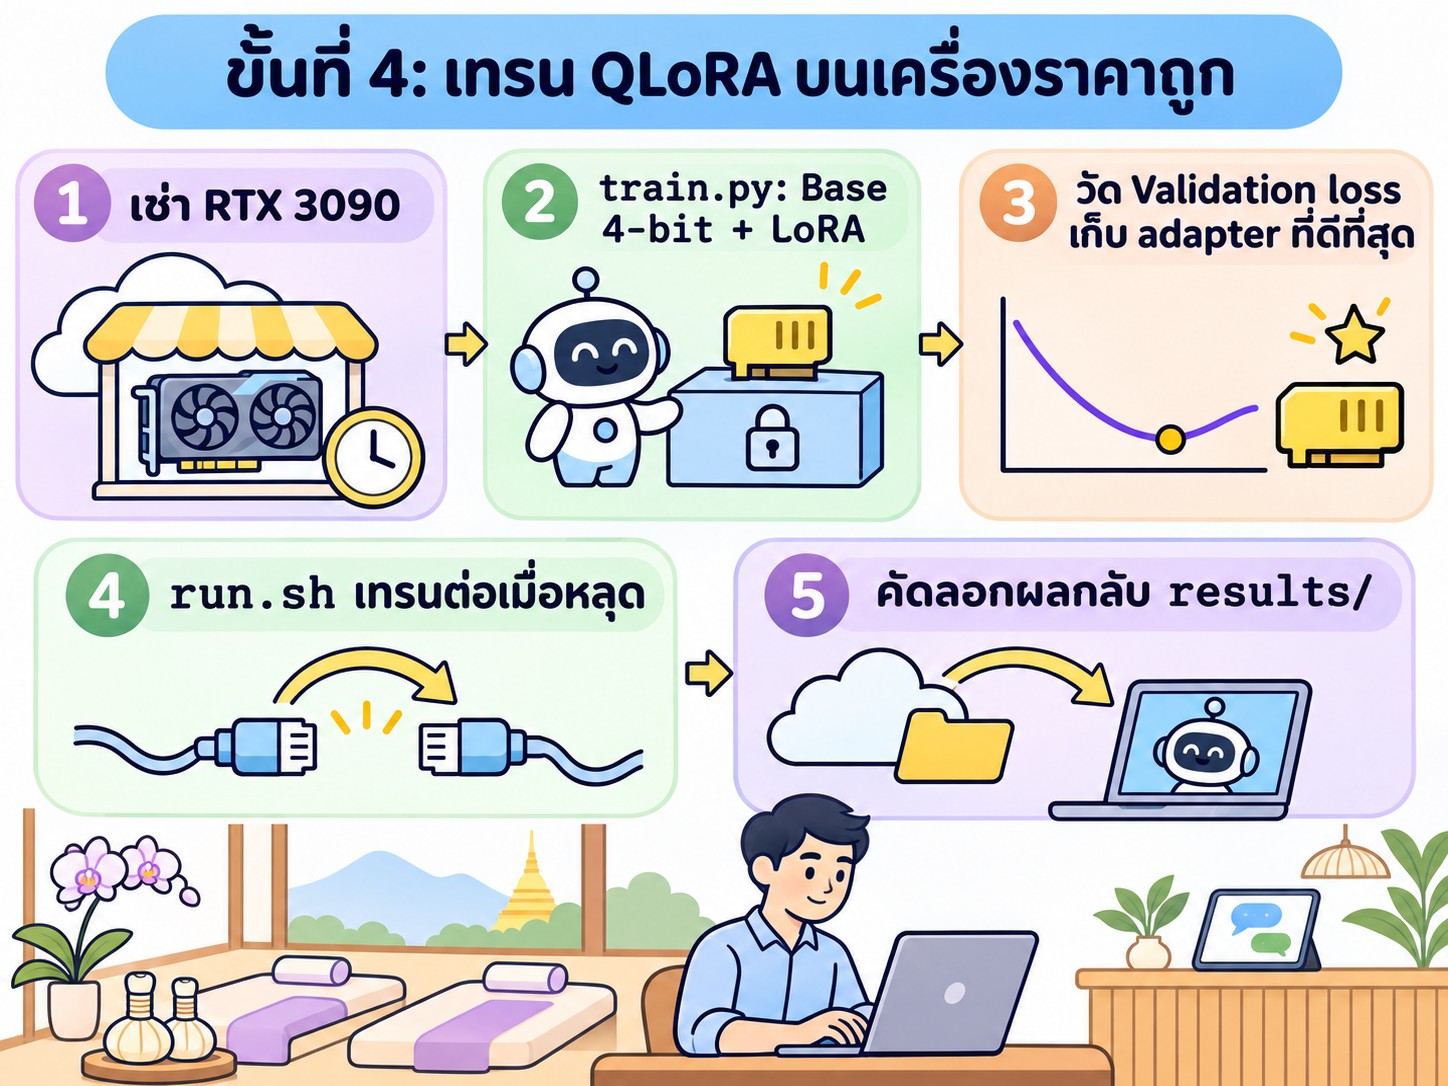 ขั้นที่ 4: เทรน QLoRA บนเครื่องราคาถูก
1 เช่า RTX 3090
2 train.py: Base
4-bit + LoRA
3 วัด Validation loss
เก็บ adapter ที่ดีที่สุด
4 run.sh เทรนต่อเมื่อหลุด
5 คัดลอกผลกลับ results/